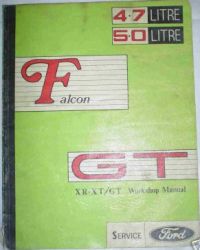 4·7 LITRE
5·0 LITRE
Falcon
GT
XR-XT/GT Workshop Manual
SERVICE Ford